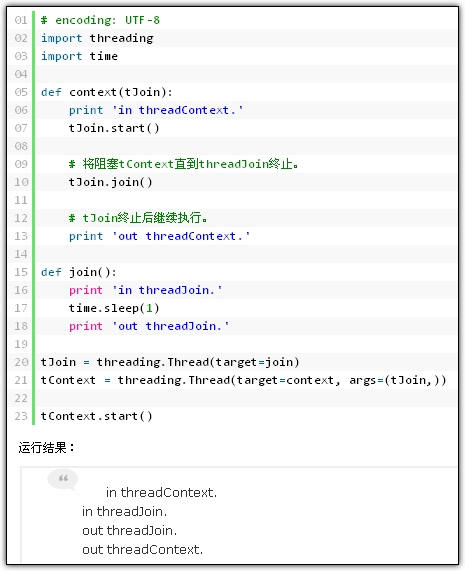 01 # encoding: UTF-8
02 import threading
03 import time
04
05 def context(tJoin):
06     print 'in threadContext.'
07     tJoin.start()
08
09     # 将阻塞tContext直到threadJoin终止。
10     tJoin.join()
11
12     # tJoin终止后继续执行。
13     print 'out threadContext.'
14
15 def join():
16     print 'in threadJoin.'
17     time.sleep(1)
18     print 'out threadJoin.'
19
20 tJoin = threading.Thread(target=join)
21 tContext = threading.Thread(target=context, args=(tJoin,))
22
23 tContext.start()
运行结果：
in threadContext.
in threadJoin.
out threadJoin.
out threadContext.